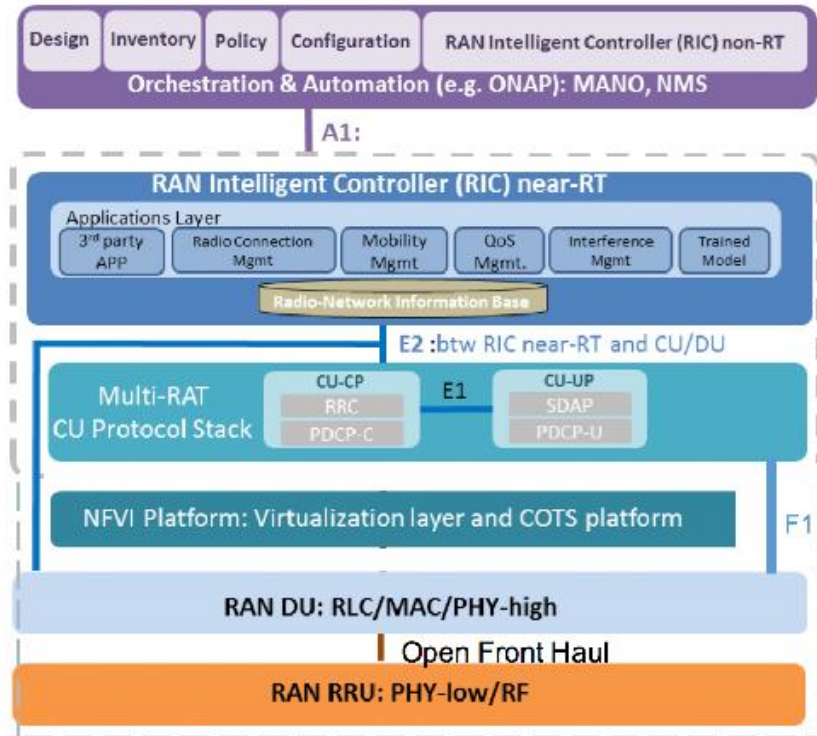 Design Inventory Policy Configuration RAN Intelligent Controller (RIC) non-RT
Orchestration & Automation (e.g. ONAP): MANO, NMS
A1:
RAN Intelligent Controller (RIC) near-RT
Applications Layer
3rd party APP
Radio Connection Mgmt
Mobility Mgmt
QoS Mgmt.
Interference Mgmt
Trained Model
Radio-Network Information Base
E2 :btw RIC near-RT and CU/DU
Multi-RAT
CU Protocol Stack
CU-CP
RRC
PDCP-C
E1
CU-UP
SDAP
PDCP-U
NFVI Platform: Virtualization layer and COTS platform
F1
RAN DU: RLC/MAC/PHY-high
Open Front Haul
RAN RRU: PHY-low/RF